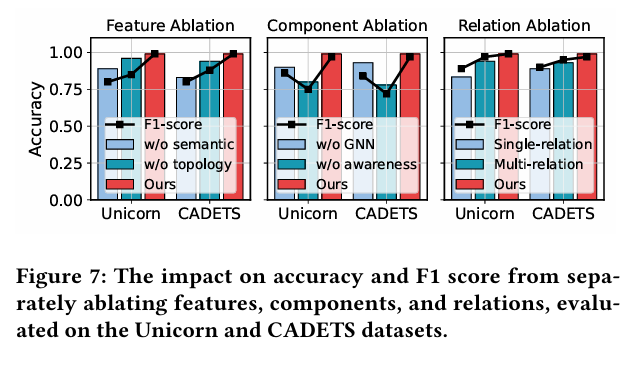 Feature Ablation
Component Ablation
Relation Ablation
Accuracy
1.00
0.75
0.50
0.25
0.00
F1-score
w/o semantic
w/o topology
Ours
Unicorn
CADETS
F1-score
w/o GNN
w/o awareness
Ours
Unicorn
CADETS
F1-score
Single-relation
Multi-relation
Ours
Unicorn
CADETS
Figure 7: The impact on accuracy and F1 score from sepa-
rately ablating features, components, and relations, evalu-
ated on the Unicorn and CADETS datasets.